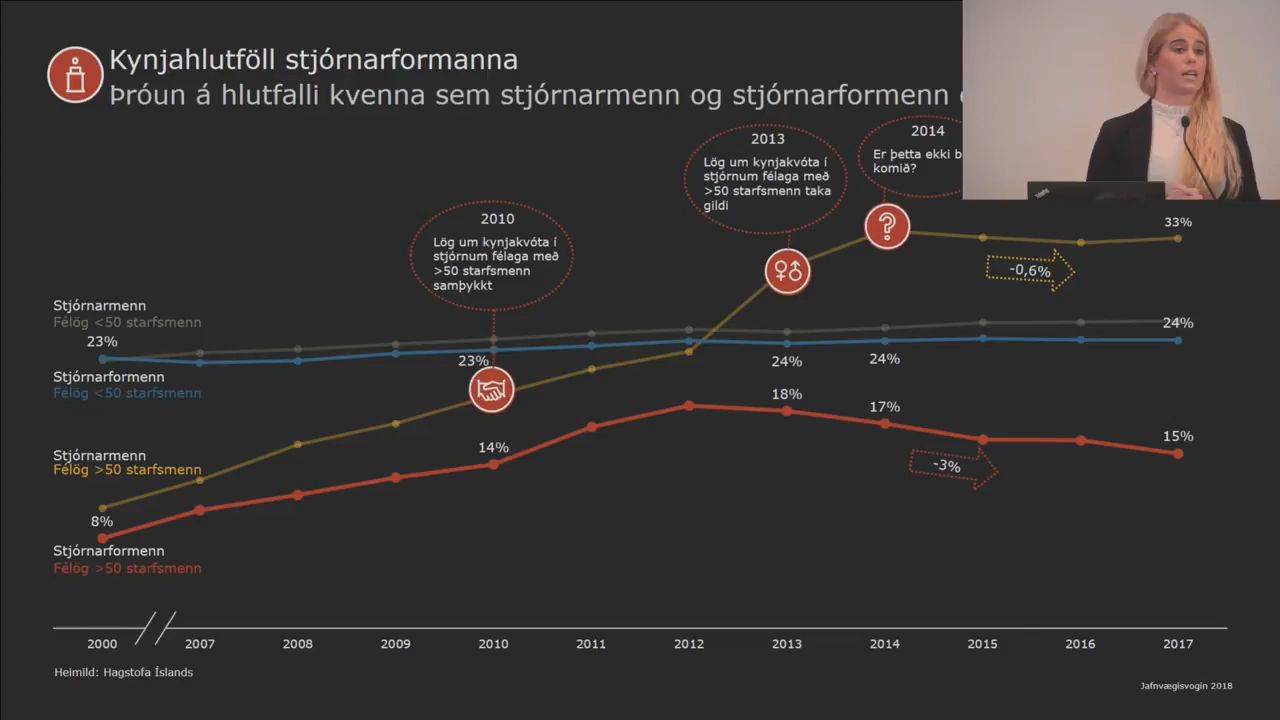 Kynjahlutföll stjórnarformanna
Þróun á hlutfalli kvenna sem stjórnarmenn og stjórnarformenn
2010
Lög um kynjakvóta í
stjórnum félaga með
>50 starfsmenn
samþykkt
2013
Lög um kynjakvóta í
stjórnum félaga með
>50 starfsmenn taka
gildi
2014
Er þetta ekki
komið?
33%
-0,6%
Stjórnarmenn
Félög <50 starfsmenn
23%
24%
23%
24%
24%
Stjórnarformenn
Félög <50 starfsmenn
18%
17%
15%
14%
-3%
Stjórnarmenn
Félög >50 starfsmenn
8%
Stjórnarformenn
Félög >50 starfsmenn
2000 2007 2008 2009 2010 2011 2012 2013 2014 2015 2016 2017
Heimild: Hagstofa Íslands
Jafnvægisvogin 2018